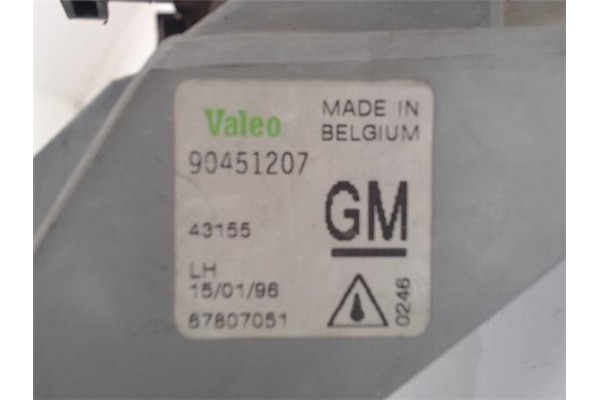 Valeo
MADE IN
BELGIUM
90451207
GM
43155
LH
15/01/96
67807051
0246